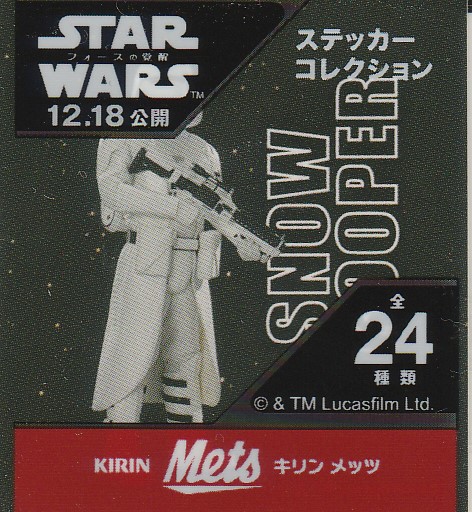 STAR
フォースの覚醒
WARS™
12.18 公開
ステッカー
コレクション
SNOW
OOPER
全
24
種類
© & TM Lucasfilm Ltd.
KIRIN Mets キリン メッツ